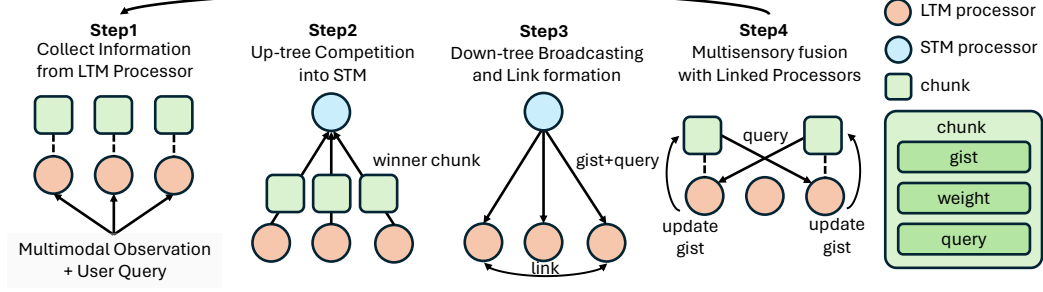 Step1
Collect Information
from LTM Processor
Multimodal Observation
+ User Query
Step2
Up-tree Competition
into STM
winner chunk
Step3
Down-tree Broadcasting
and Link formation
gist+query
link
Step4
Multisensory fusion
with Linked Processors
query
update
gist
update
gist
LTM processor
STM processor
chunk
chunk
gist
weight
query